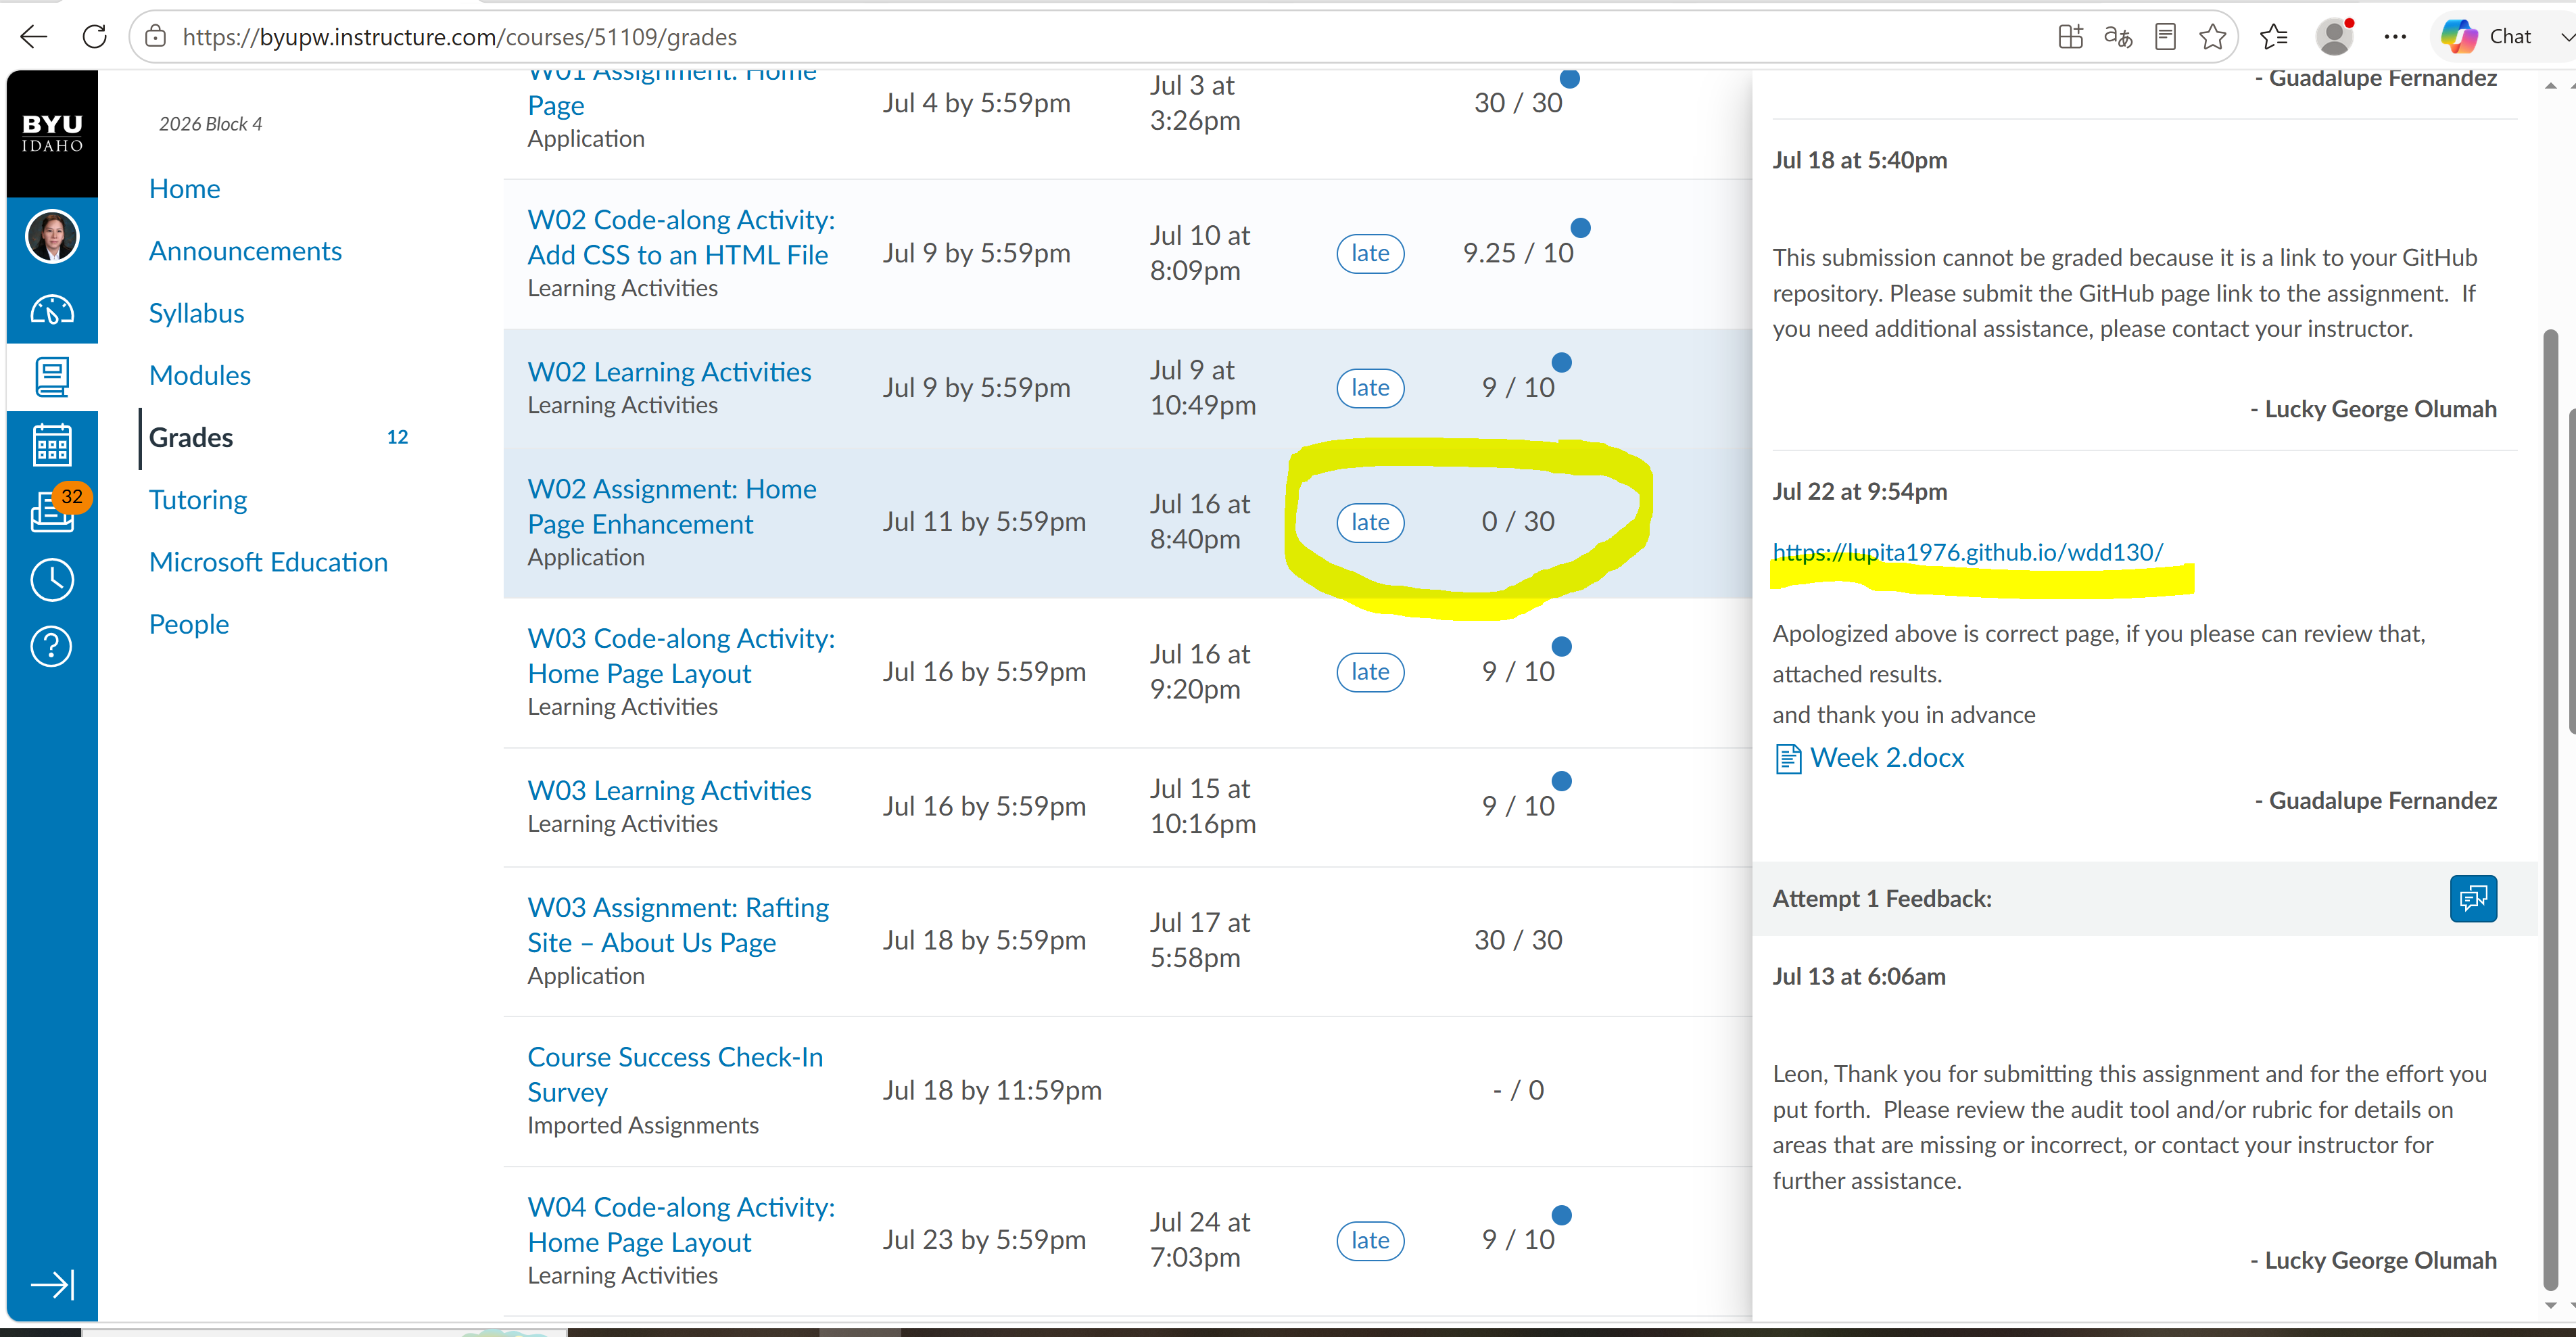 https://byupw.instructure.com/courses/51109/grades
Chat
BYU
IDAHO
32
2026 Block 4
Home
Announcements
Syllabus
Modules
Grades 12
Tutoring
Microsoft Education
People
W01 Assignment: Home
Page
Application
Jul 4 by 5:59pm
Jul 3 at
3:26pm
30 / 30
W02 Code-along Activity:
Add CSS to an HTML File
Learning Activities
Jul 9 by 5:59pm
Jul 10 at
8:09pm
late
9.25 / 10
W02 Learning Activities
Learning Activities
Jul 9 by 5:59pm
Jul 9 at
10:49pm
late
9 / 10
W02 Assignment: Home
Page Enhancement
Application
Jul 11 by 5:59pm
Jul 16 at
8:40pm
late
0 / 30
W03 Code-along Activity:
Home Page Layout
Learning Activities
Jul 16 by 5:59pm
Jul 16 at
9:20pm
late
9 / 10
W03 Learning Activities
Learning Activities
Jul 16 by 5:59pm
Jul 15 at
10:16pm
9 / 10
W03 Assignment: Rafting
Site – About Us Page
Application
Jul 18 by 5:59pm
Jul 17 at
5:58pm
30 / 30
Course Success Check-In
Survey
Imported Assignments
Jul 18 by 11:59pm
- / 0
W04 Code-along Activity:
Home Page Layout
Learning Activities
Jul 23 by 5:59pm
Jul 24 at
7:03pm
late
9 / 10
- Guadalupe Fernandez
Jul 18 at 5:40pm
This submission cannot be graded because it is a link to your GitHub
repository. Please submit the GitHub page link to the assignment. If
you need additional assistance, please contact your instructor.
- Lucky George Olumah
Jul 22 at 9:54pm
https://lupita1976.github.io/wdd130/
Apologized above is correct page, if you please can review that,
attached results.
and thank you in advance
Week 2.docx
- Guadalupe Fernandez
Attempt 1 Feedback:
Jul 13 at 6:06am
Leon, Thank you for submitting this assignment and for the effort you
put forth. Please review the audit tool and/or rubric for details on
areas that are missing or incorrect, or contact your instructor for
further assistance.
- Lucky George Olumah